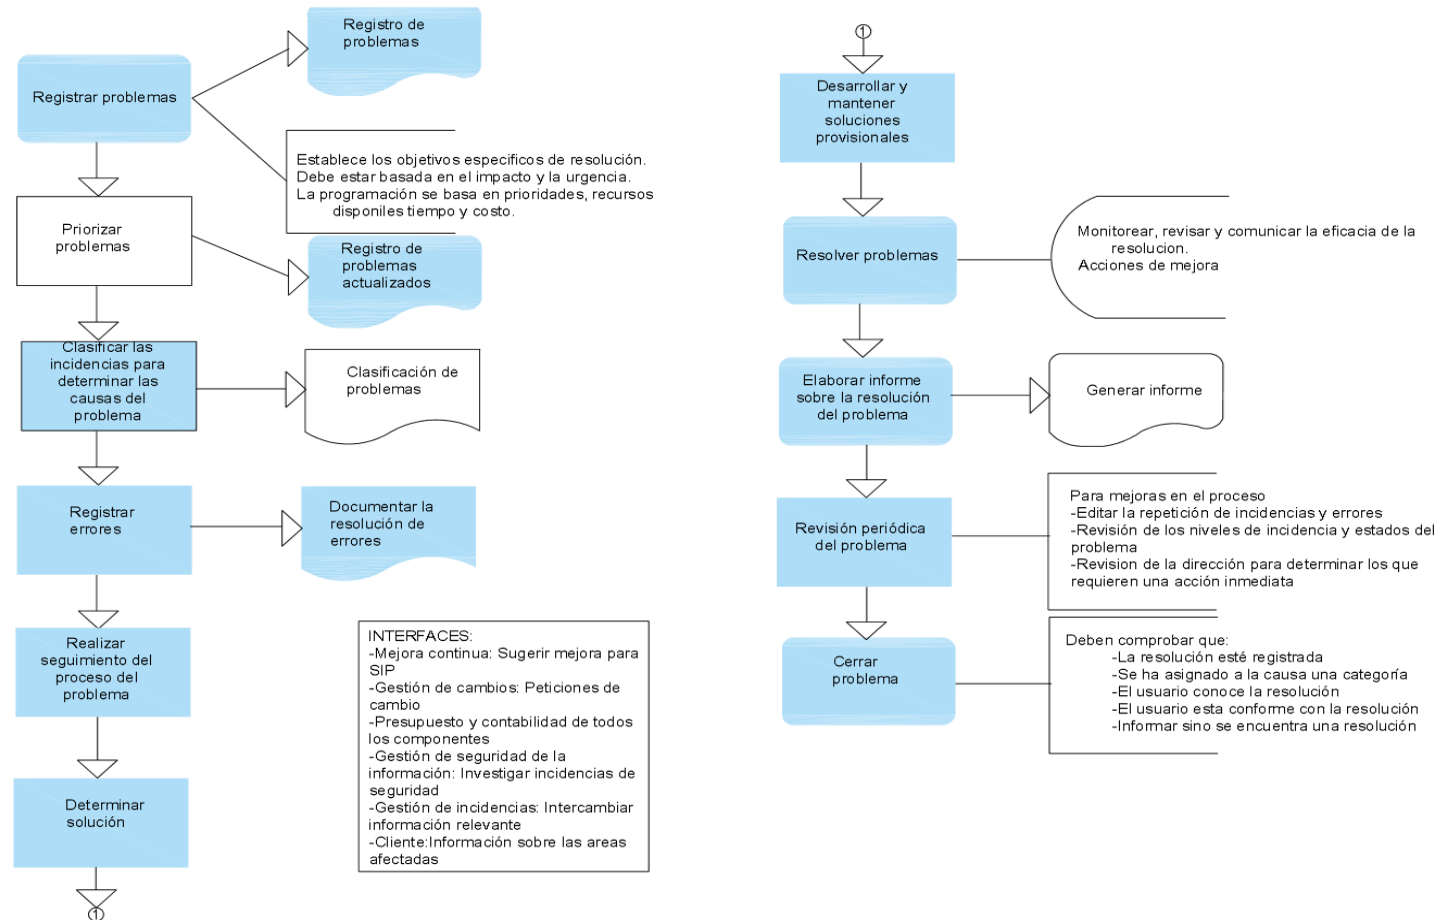 Registro de
problemas
Registrar problemas
Establece los objetivos especificos de resolución.
Debe estar basada en el impacto y la urgencia.
La programación se basa en prioridades, recursos
disponiles tiempo y costo.
Priorizar
problemas
Registro de
problemas
actualizados
Clasificar las
incidencias para
determinar las
causas del
problema
Clasificación de
problemas
Registrar
errores
Documentar la
resolución de
errores
Realizar
seguimiento del
proceso del
problema
Determinar
solución
1
INTERFACES:
-Mejora continua: Sugerir mejora para
SIP
-Gestión de cambios: Peticiones de
cambio
-Presupuesto y contabilidad de todos
los componentes
-Gestión de seguridad de la
información: Investigar incidencias de
seguridad
-Gestión de incidencias: Intercambiar
información relevante
-Cliente:Información sobre las areas
afectadas
1
Desarrollar y
mantener
soluciones
provisionales
Resolver problemas
Monitorear, revisar y comunicar la eficacia de la
resolucion.
Acciones de mejora
Elaborar informe
sobre la resolución
del problema
Generar informe
Revisión periódica
del problema
Para mejoras en el proceso
-Editar la repetición de incidencias y errores
-Revisión de los niveles de incidencia y estados del
problema
-Revision de la dirección para determinar los que
requieren una acción inmediata
Cerrar
problema
Deben comprobar que:
-La resolución esté registrada
-Se ha asignado a la causa una categoría
-El usuario conoce la resolución
-El usuario esta conforme con la resolución
-Informar sino se encuentra una resolución